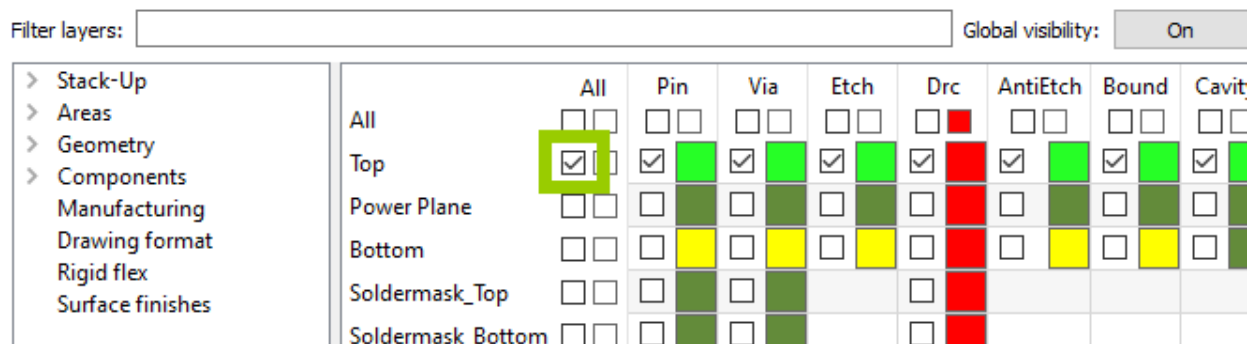 Filter layers: Global visibility: On
Stack-Up
Areas
Geometry
Components
Manufacturing
Drawing format
Rigid flex
Surface finishes
All Pin Via Etch Drc AntiEtch Bound Cavity
All
Top
Power Plane
Bottom
Soldermask_Top
Soldermask_Bottom